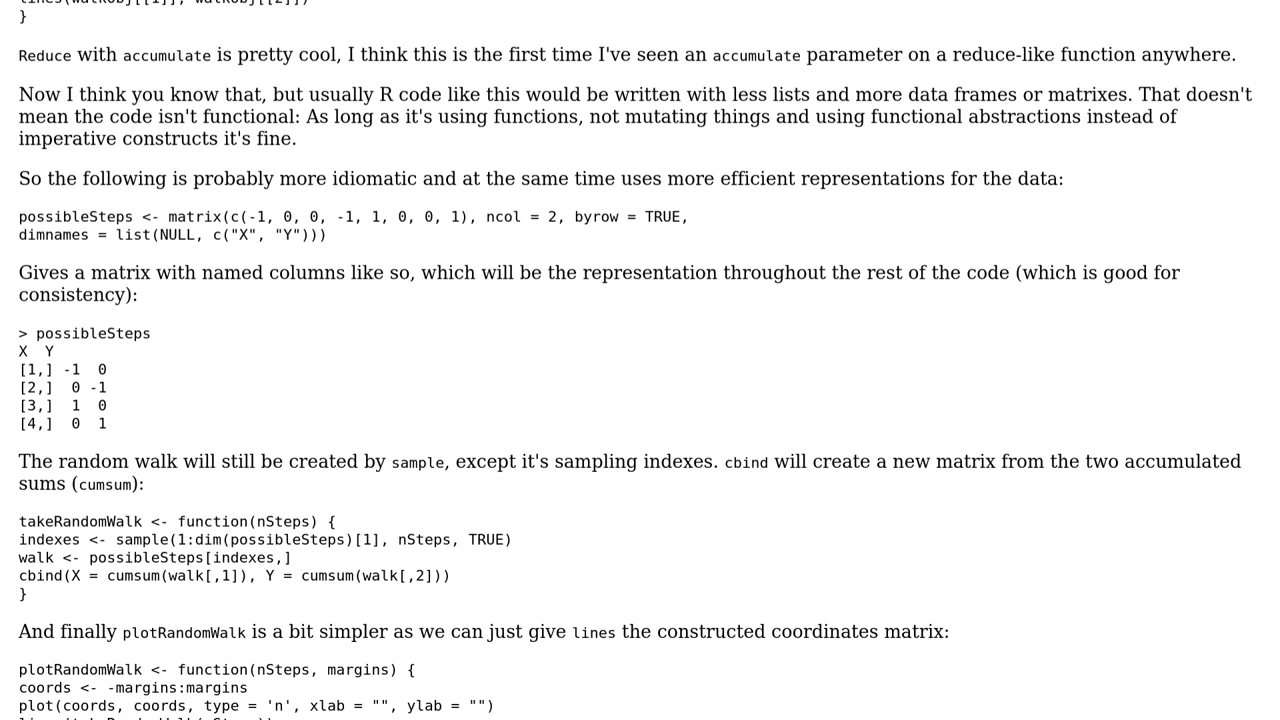 }
Reduce with accumulate is pretty cool, I think this is the first time I've seen an accumulate parameter on a reduce-like function anywhere.
Now I think you know that, but usually R code like this would be written with less lists and more data frames or matrixes. That doesn't
mean the code isn't functional: As long as it's using functions, not mutating things and using functional abstractions instead of
imperative constructs it's fine.
So the following is probably more idiomatic and at the same time uses more efficient representations for the data:
possibleSteps <- matrix(c(-1, 0, 0, -1, 1, 0, 0, 1), ncol = 2, byrow = TRUE,
dimnames = list(NULL, c("X", "Y")))
Gives a matrix with named columns like so, which will be the representation throughout the rest of the code (which is good for
consistency):
> possibleSteps
X  Y
[1,] -1  0
[2,]  0 -1
[3,]  1  0
[4,]  0  1
The random walk will still be created by sample, except it's sampling indexes. cbind will create a new matrix from the two accumulated
sums (cumsum):
takeRandomWalk <- function(nSteps) {
indexes <- sample(1:dim(possibleSteps)[1], nSteps, TRUE)
walk <- possibleSteps[indexes,]
cbind(X = cumsum(walk[,1]), Y = cumsum(walk[,2]))
}
And finally plotRandomWalk is a bit simpler as we can just give lines the constructed coordinates matrix:
plotRandomWalk <- function(nSteps, margins) {
coords <- -margins:margins
plot(coords, coords, type = 'n', xlab = "", ylab = "")